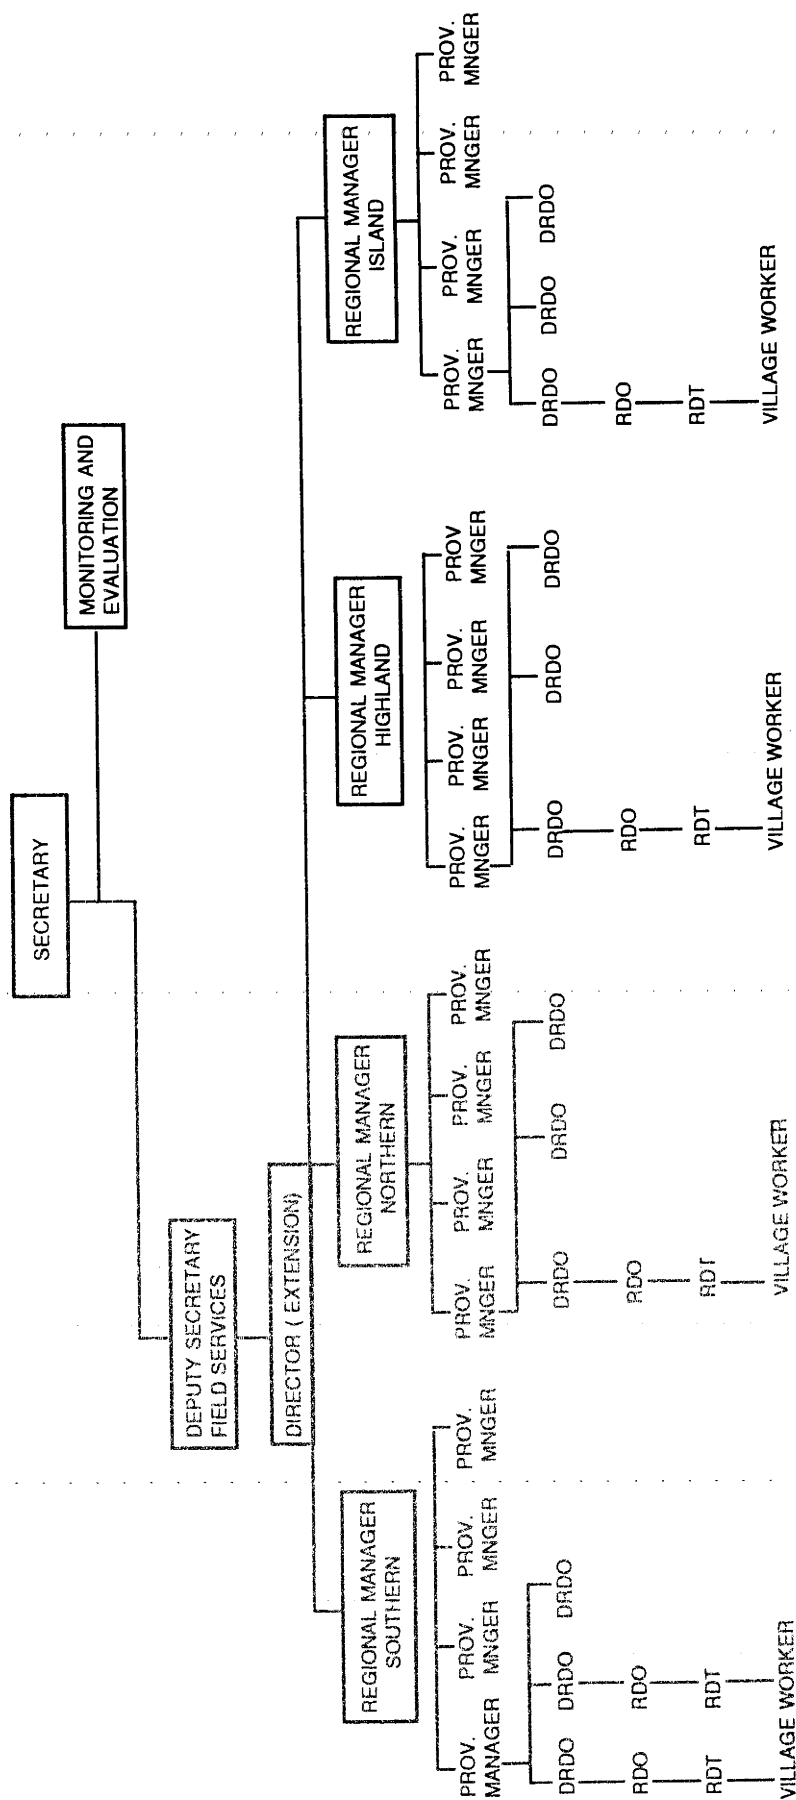 SECRETARY
MONITORING AND
EVALUATION
DEPUTY SECRETARY
FIELD SERVICES
DIRECTOR ( EXTENSION)
REGIONAL MANAGER
SOUTHERN
REGIONAL MANAGER
NORTHERN
REGIONAL MANAGER
HIGHLAND
REGIONAL MANAGER
ISLAND
PROV.
MANAGER
PROV.
MNGER
PROV.
MNGER
PROV.
MNGER
PROV.
MNGER
PROV.
MNGER
PROV.
MNGER
PROV.
MNGER
PROV.
MNGER
PROV.
MNGER
PROV.
MNGER
PROV
MNGER
PROV.
MNGER
PROV.
MNGER
PROV.
MNGER
PROV.
MNGER
DRDO
DRDO
DRDO
DRDO
DRDO
DRDO
DRDO
DRDO
DRDO
DRDO
DRDO
DRDO
RDO
RDO
RDO
RDO
RDO
RDT
RDT
RDT
RDT
RDT
VILLAGE WORKER
VILLAGE WORKER
VILLAGE WORKER
VILLAGE WORKER
VILLAGE WORKER